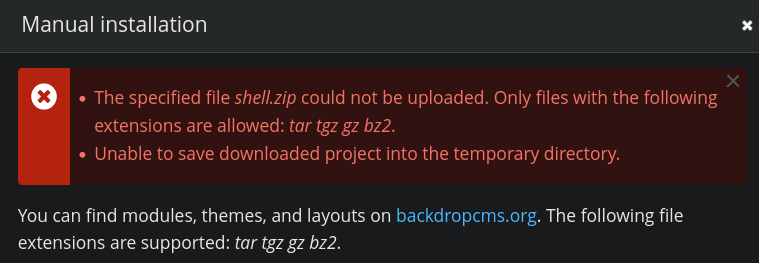 Manual installation
The specified file shell.zip could not be uploaded. Only files with the following
extensions are allowed: tar tgz gz bz2.
Unable to save downloaded project into the temporary directory.
You can find modules, themes, and layouts on backdropcms.org. The following file
extensions are supported: tar tgz gz bz2.